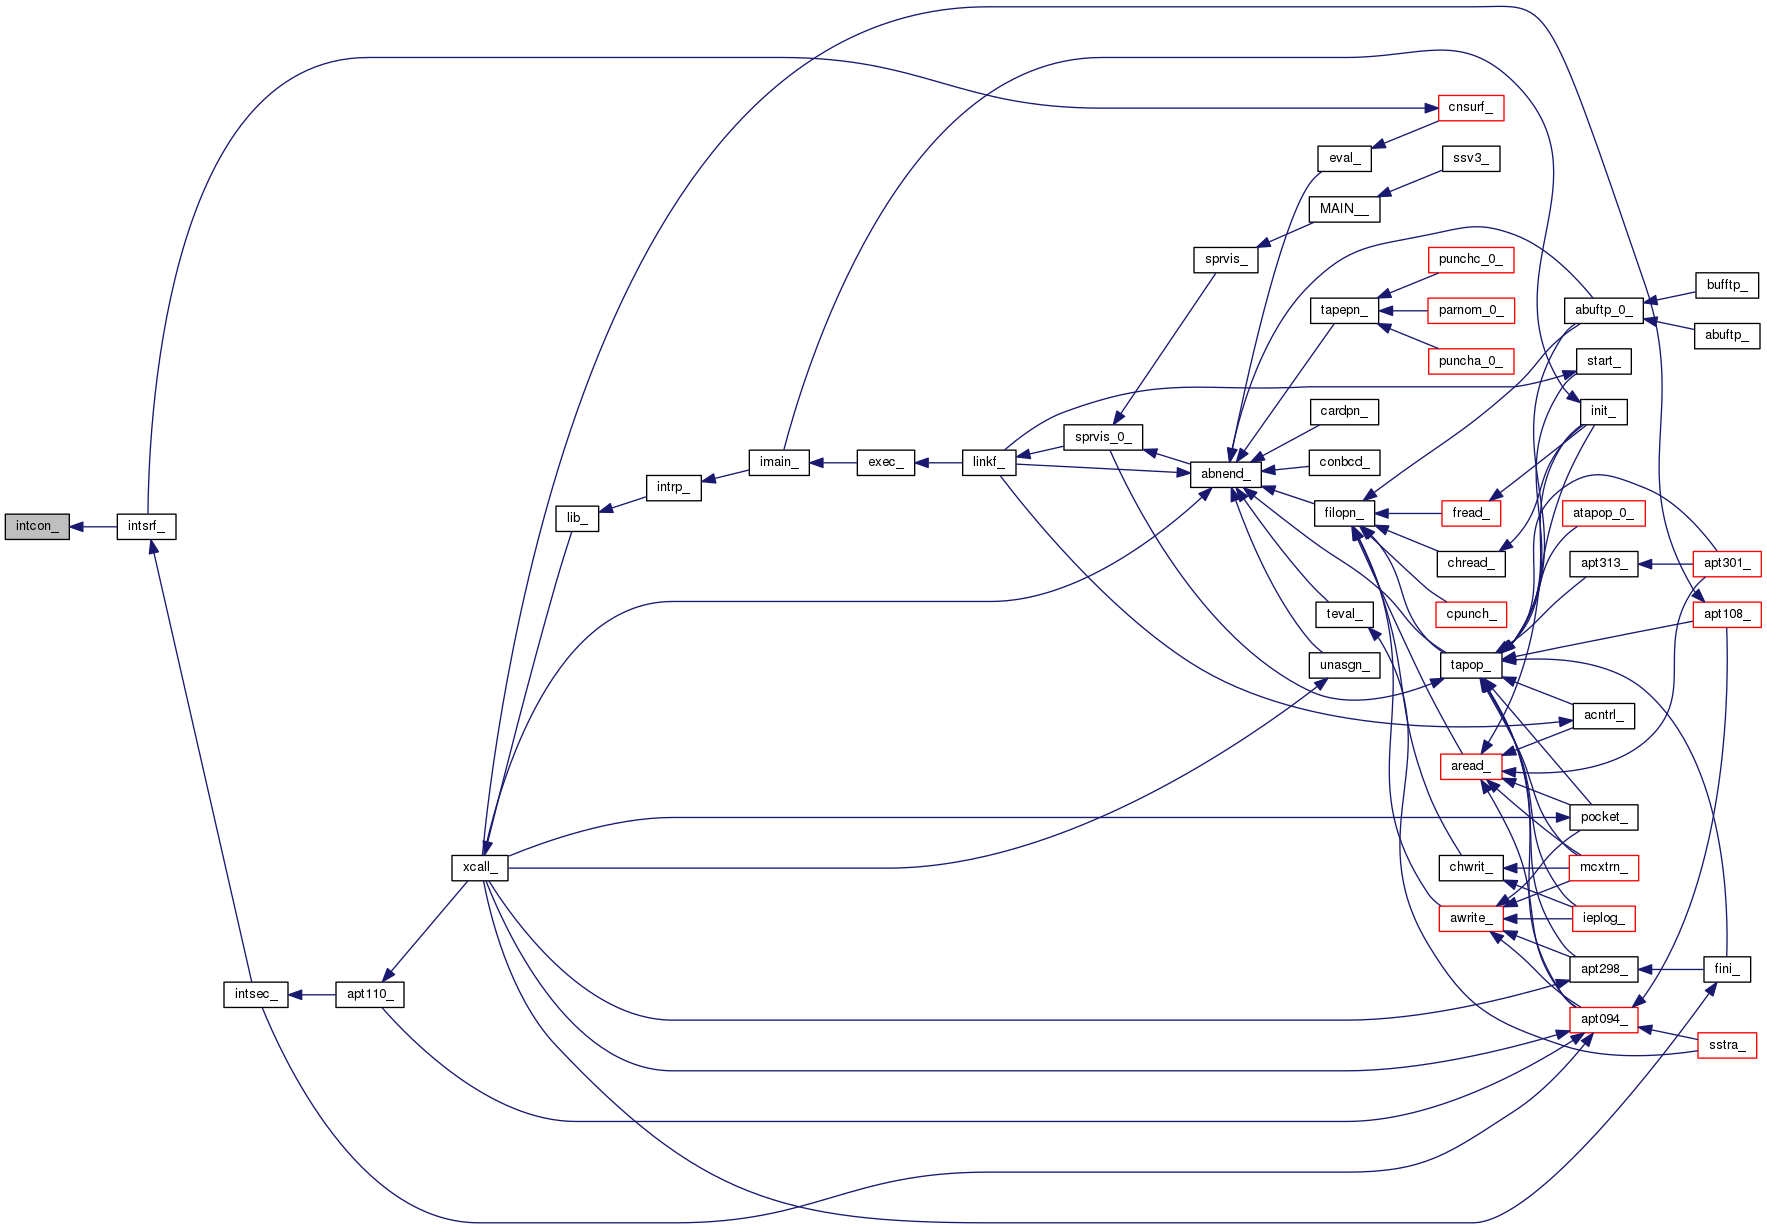 intcon_
intsrf_
intsec_
apt110_
xcall_
lib_
intrp_
imain_
exec_
linkf_
sprvis_0_
sprvis_
abnend_
eval_
MAIN__
tapepn_
cardpn_
conbcd_
filopn_
teval_
unasgn_
cnsurf_
ssv3_
punchc_0_
parnom_0_
puncha_0_
fread_
chread_
cpunch_
tapop_
aread_
chwrit_
awrite_
abuftp_0_
start_
init_
atapop_0_
apt313_
acntrl_
pocket_
mcxtrn_
ieplog_
apt298_
apt094_
bufftp_
abuftp_
apt301_
apt108_
fini_
sstra_